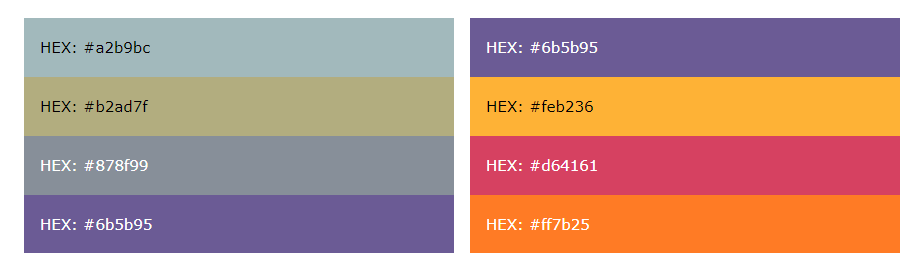 HEX: #a2b9bc
HEX: #b2ad7f
HEX: #878f99
HEX: #6b5b95
HEX: #6b5b95
HEX: #feb236
HEX: #d64161
HEX: #ff7b25